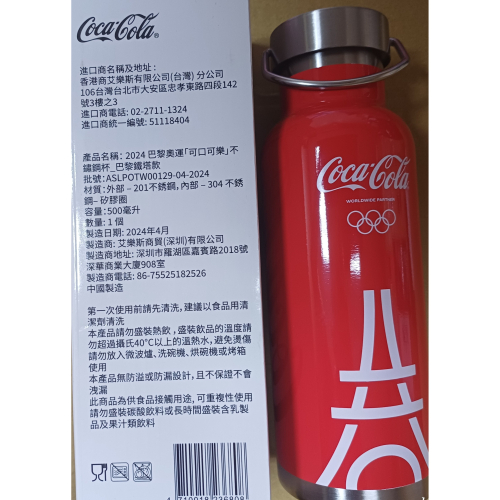 Coca-Cola®
進口商名稱及地址：
香港商艾樂斯有限公司(台灣) 分公司
106台灣台北市大安區忠孝東路四段142
號3樓之3
進口商電話: 02-2711-1324
進口商統一編號: 51118404
產品名稱：2024 巴黎奧運「可口可樂」不
鏽鋼杯_巴黎鐵塔款
批號：ASLPOTW00129-04-2024
材質：外部 – 201不銹鋼，內部 – 304 不銹
鋼– 矽膠圈
容量：500毫升
數量：1 個
製造日期: 2024年4月
製造商: 艾樂斯商貿(深圳)有限公司
製造商地址: 深圳市羅湖區嘉賓路2018號
深華商業大廈908室
製造商電話: 86-75525182526
中國製造
第一次使用前請先清洗，建議以食品用清
潔劑清洗
本產品請勿盛裝熱飲，盛裝飲品的溫度請
勿超過攝氏40°C以上的溫熱水，避免燙傷
請勿放入微波爐、洗碗機、烘碗機或烤箱
使用
本產品無防溢或防漏設計，且不保證不會
洩漏
此商品為供食品接觸用途，可重複性使用
請勿盛裝碳酸飲料或長時間盛裝含乳製
品及果汁類飲料
4710018236808
Coca-Cola
WORLDWIDE PARTNER